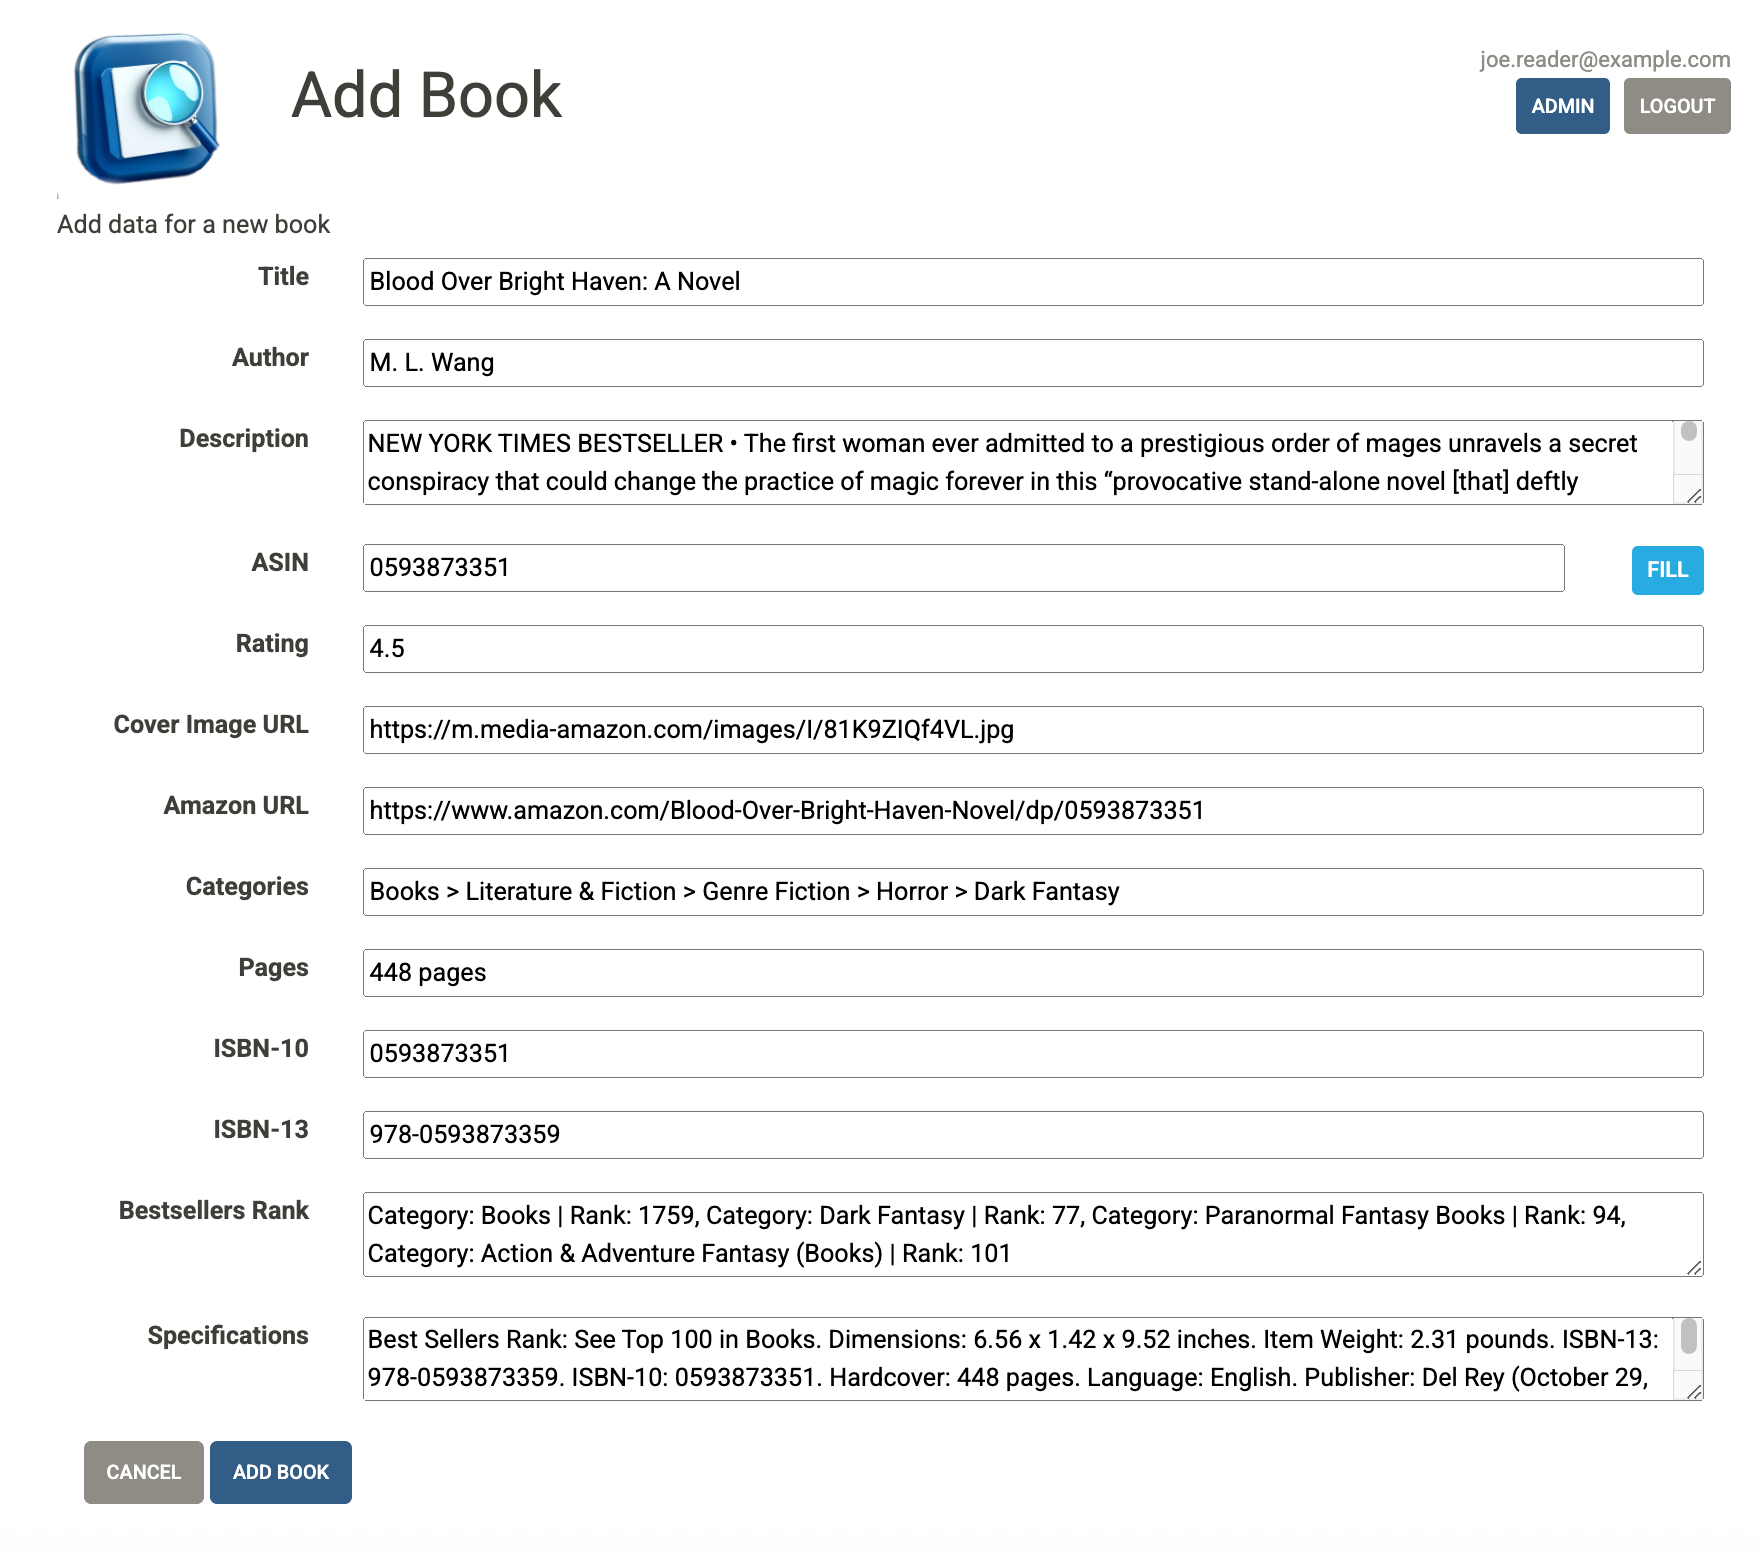 Add Book
joe.reader@example.com
ADMIN LOGOUT
Add data for a new book
Title
Blood Over Bright Haven: A Novel
Author
M. L. Wang
Description
NEW YORK TIMES BESTSELLER • The first woman ever admitted to a prestigious order of mages unravels a secret
conspiracy that could change the practice of magic forever in this “provocative stand-alone novel [that] deftly
ASIN
0593873351
FILL
Rating
4.5
Cover Image URL
https://m.media-amazon.com/images/I/81K9ZIQf4VL.jpg
Amazon URL
https://www.amazon.com/Blood-Over-Bright-Haven-Novel/dp/0593873351
Categories
Books > Literature & Fiction > Genre Fiction > Horror > Dark Fantasy
Pages
448 pages
ISBN-10
0593873351
ISBN-13
978-0593873359
Bestsellers Rank
Category: Books | Rank: 1759, Category: Dark Fantasy | Rank: 77, Category: Paranormal Fantasy Books | Rank: 94,
Category: Action & Adventure Fantasy (Books) | Rank: 101
Specifications
Best Sellers Rank: See Top 100 in Books. Dimensions: 6.56 x 1.42 x 9.52 inches. Item Weight: 2.31 pounds. ISBN-13:
978-0593873359. ISBN-10: 0593873351. Hardcover: 448 pages. Language: English. Publisher: Del Rey (October 29,
CANCEL ADD BOOK